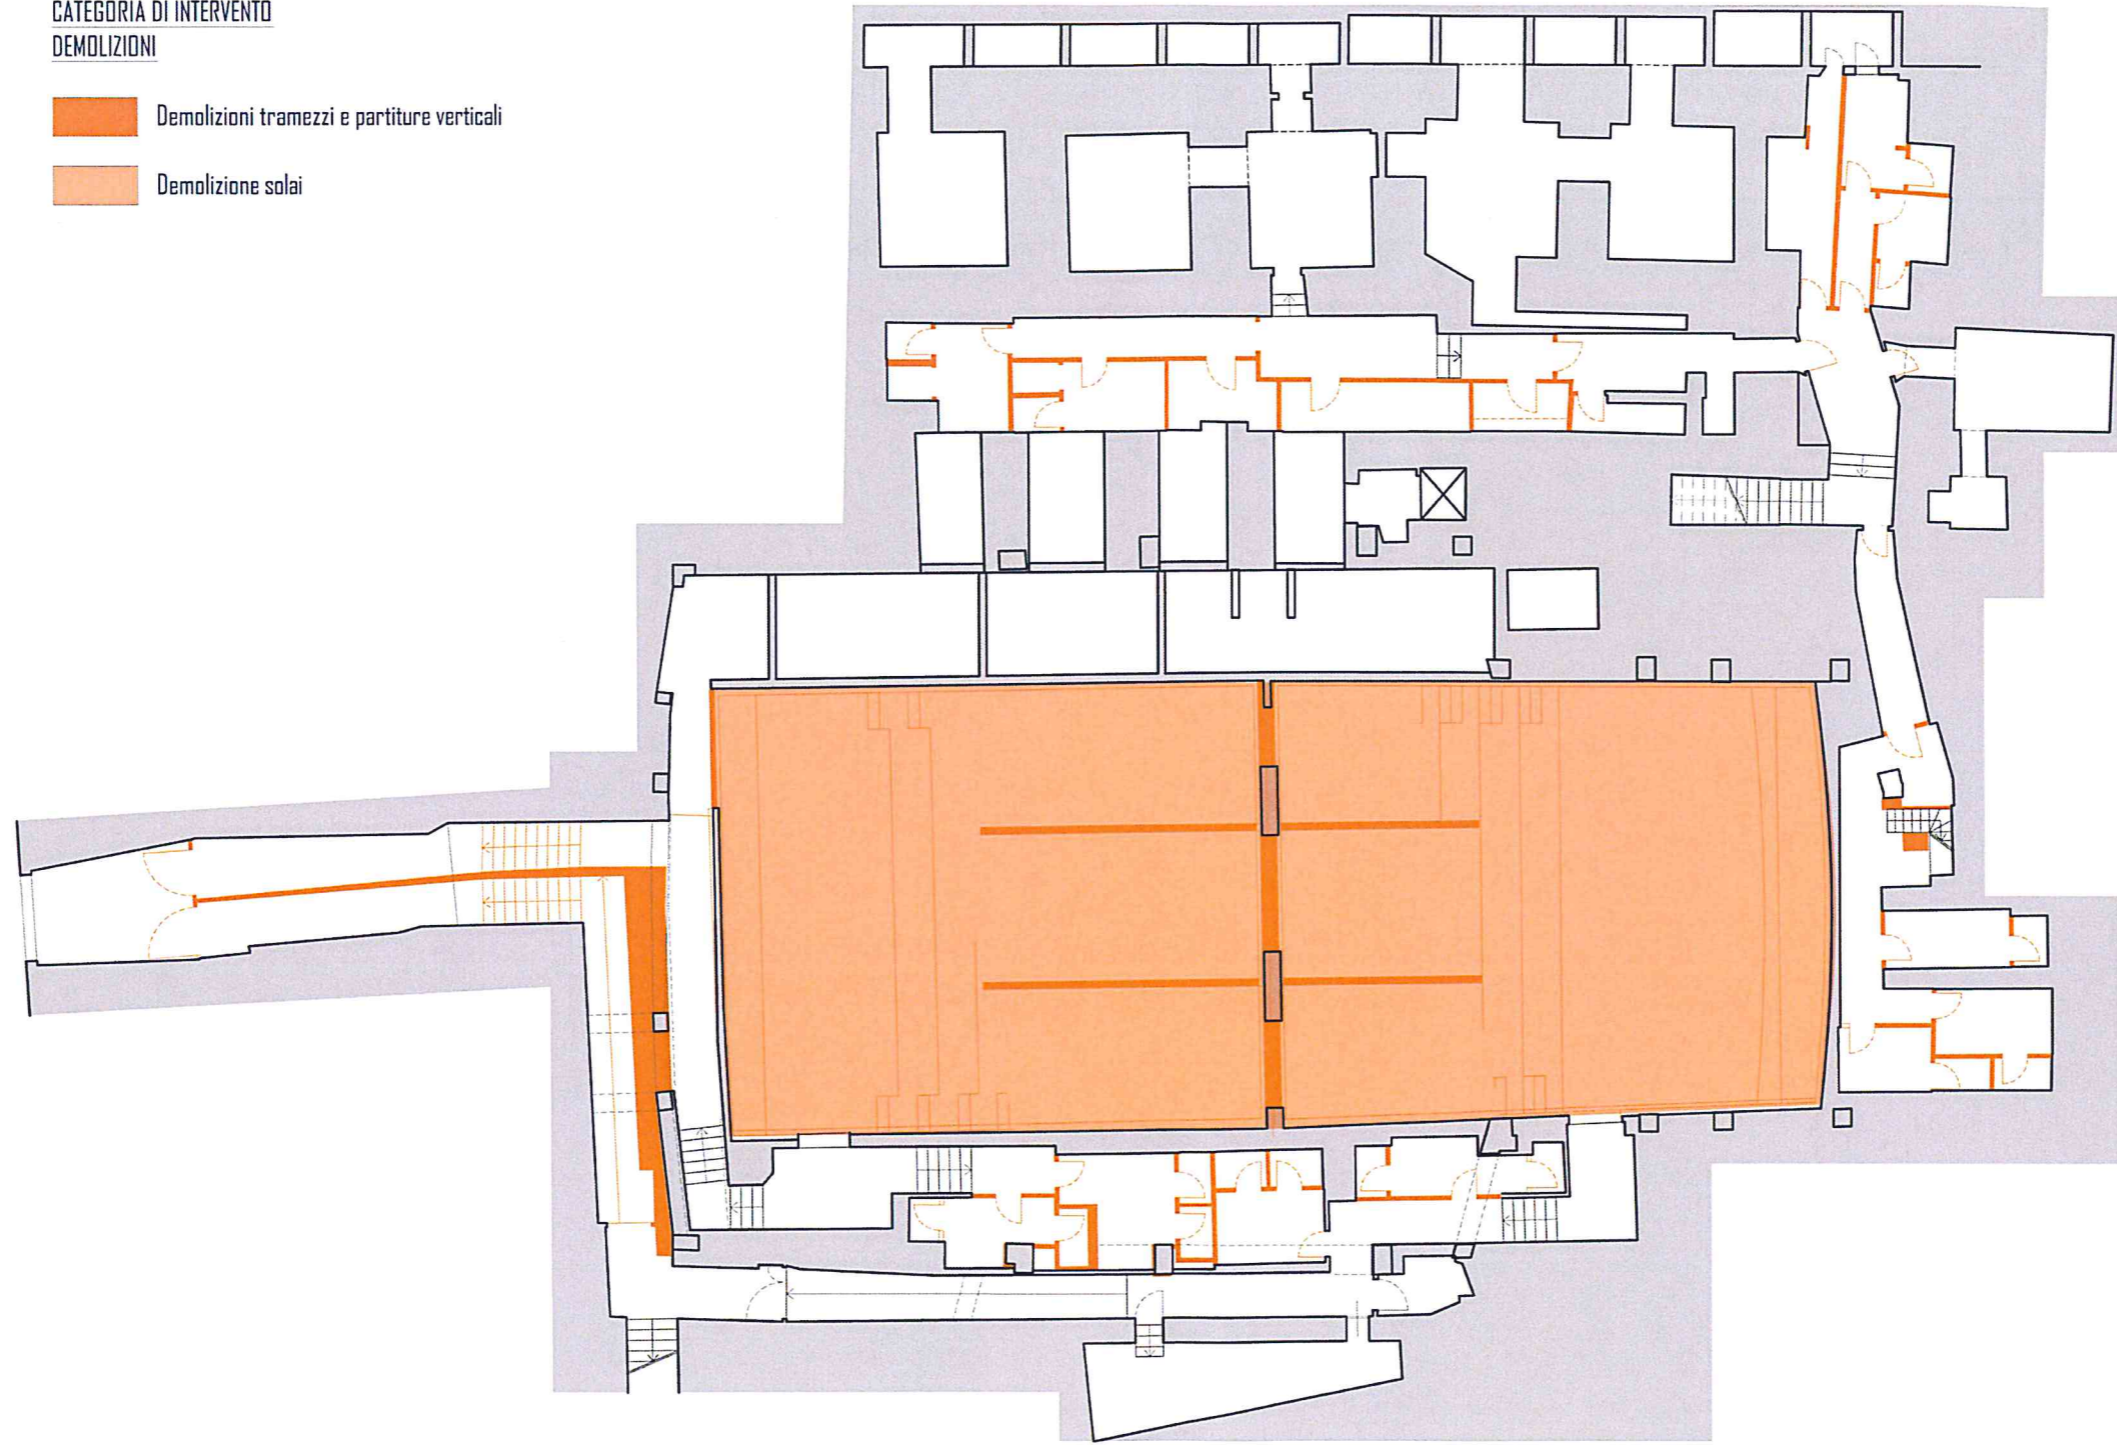 CATEGORIA DI INTERVENTO
DEMOLIZIONI
Demolizioni tramezzi e partiture verticali
Demolizione solai